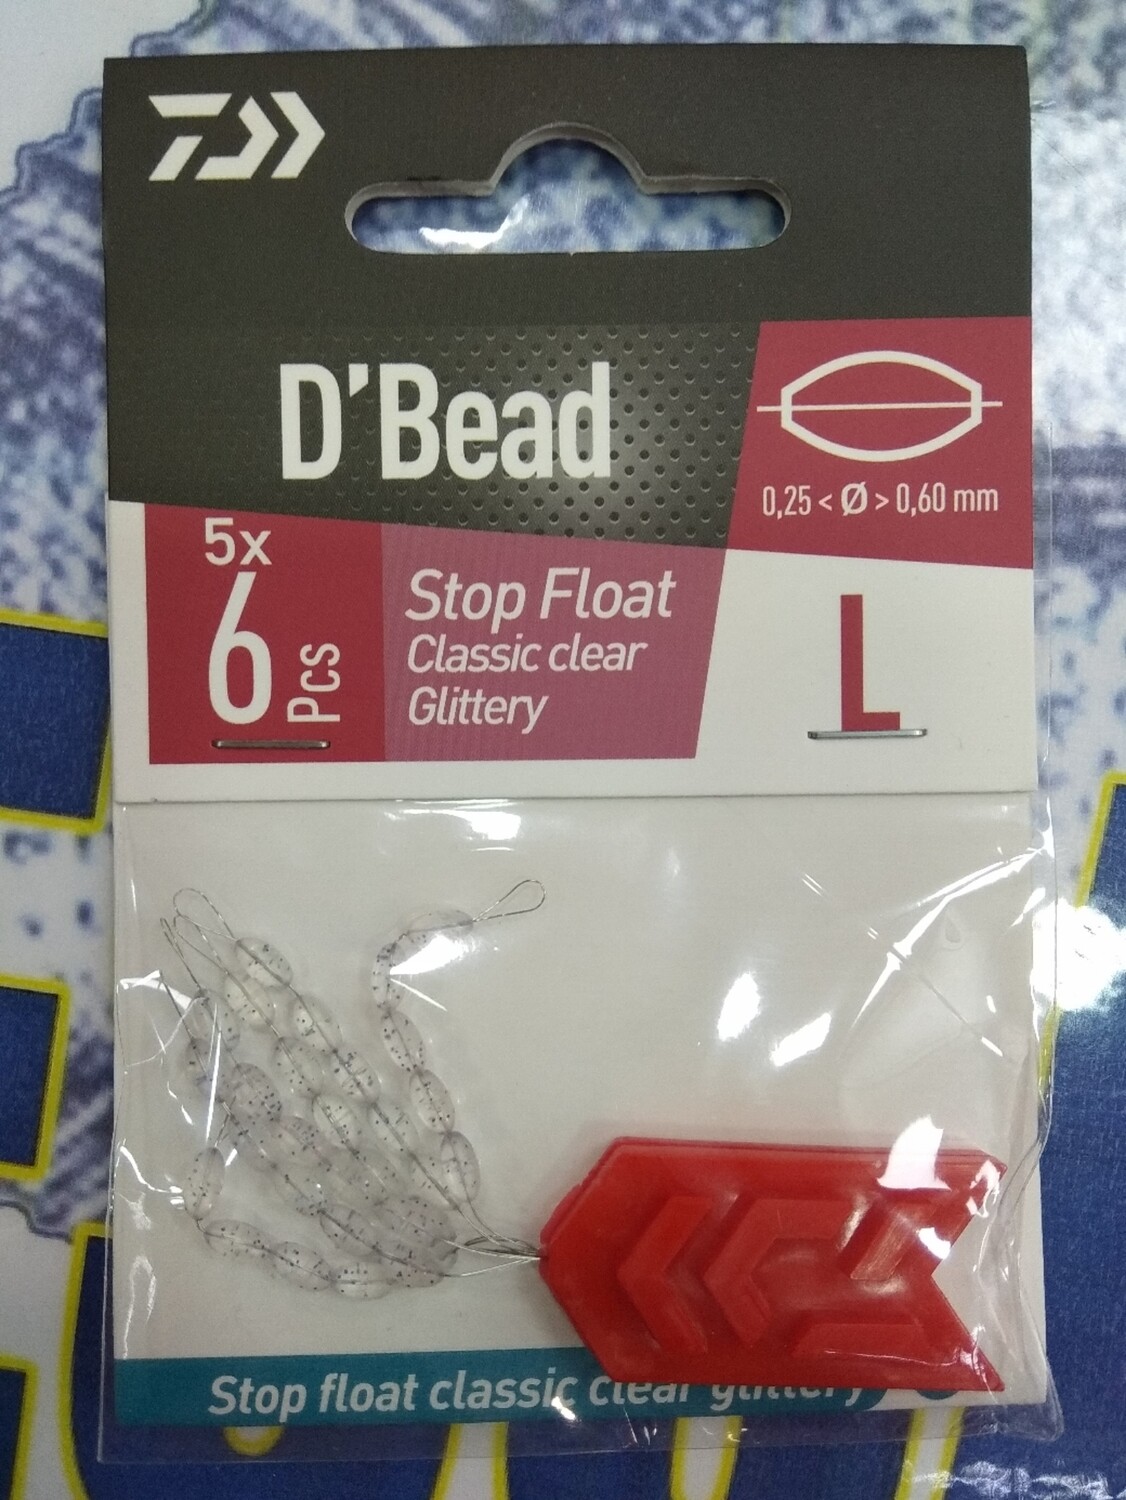 D'Bead
0,25 < Ø > 0,60 mm
5x
6 Pcs
Stop Float
Classic clear
Glittery
L
Stop float classic clear glittery